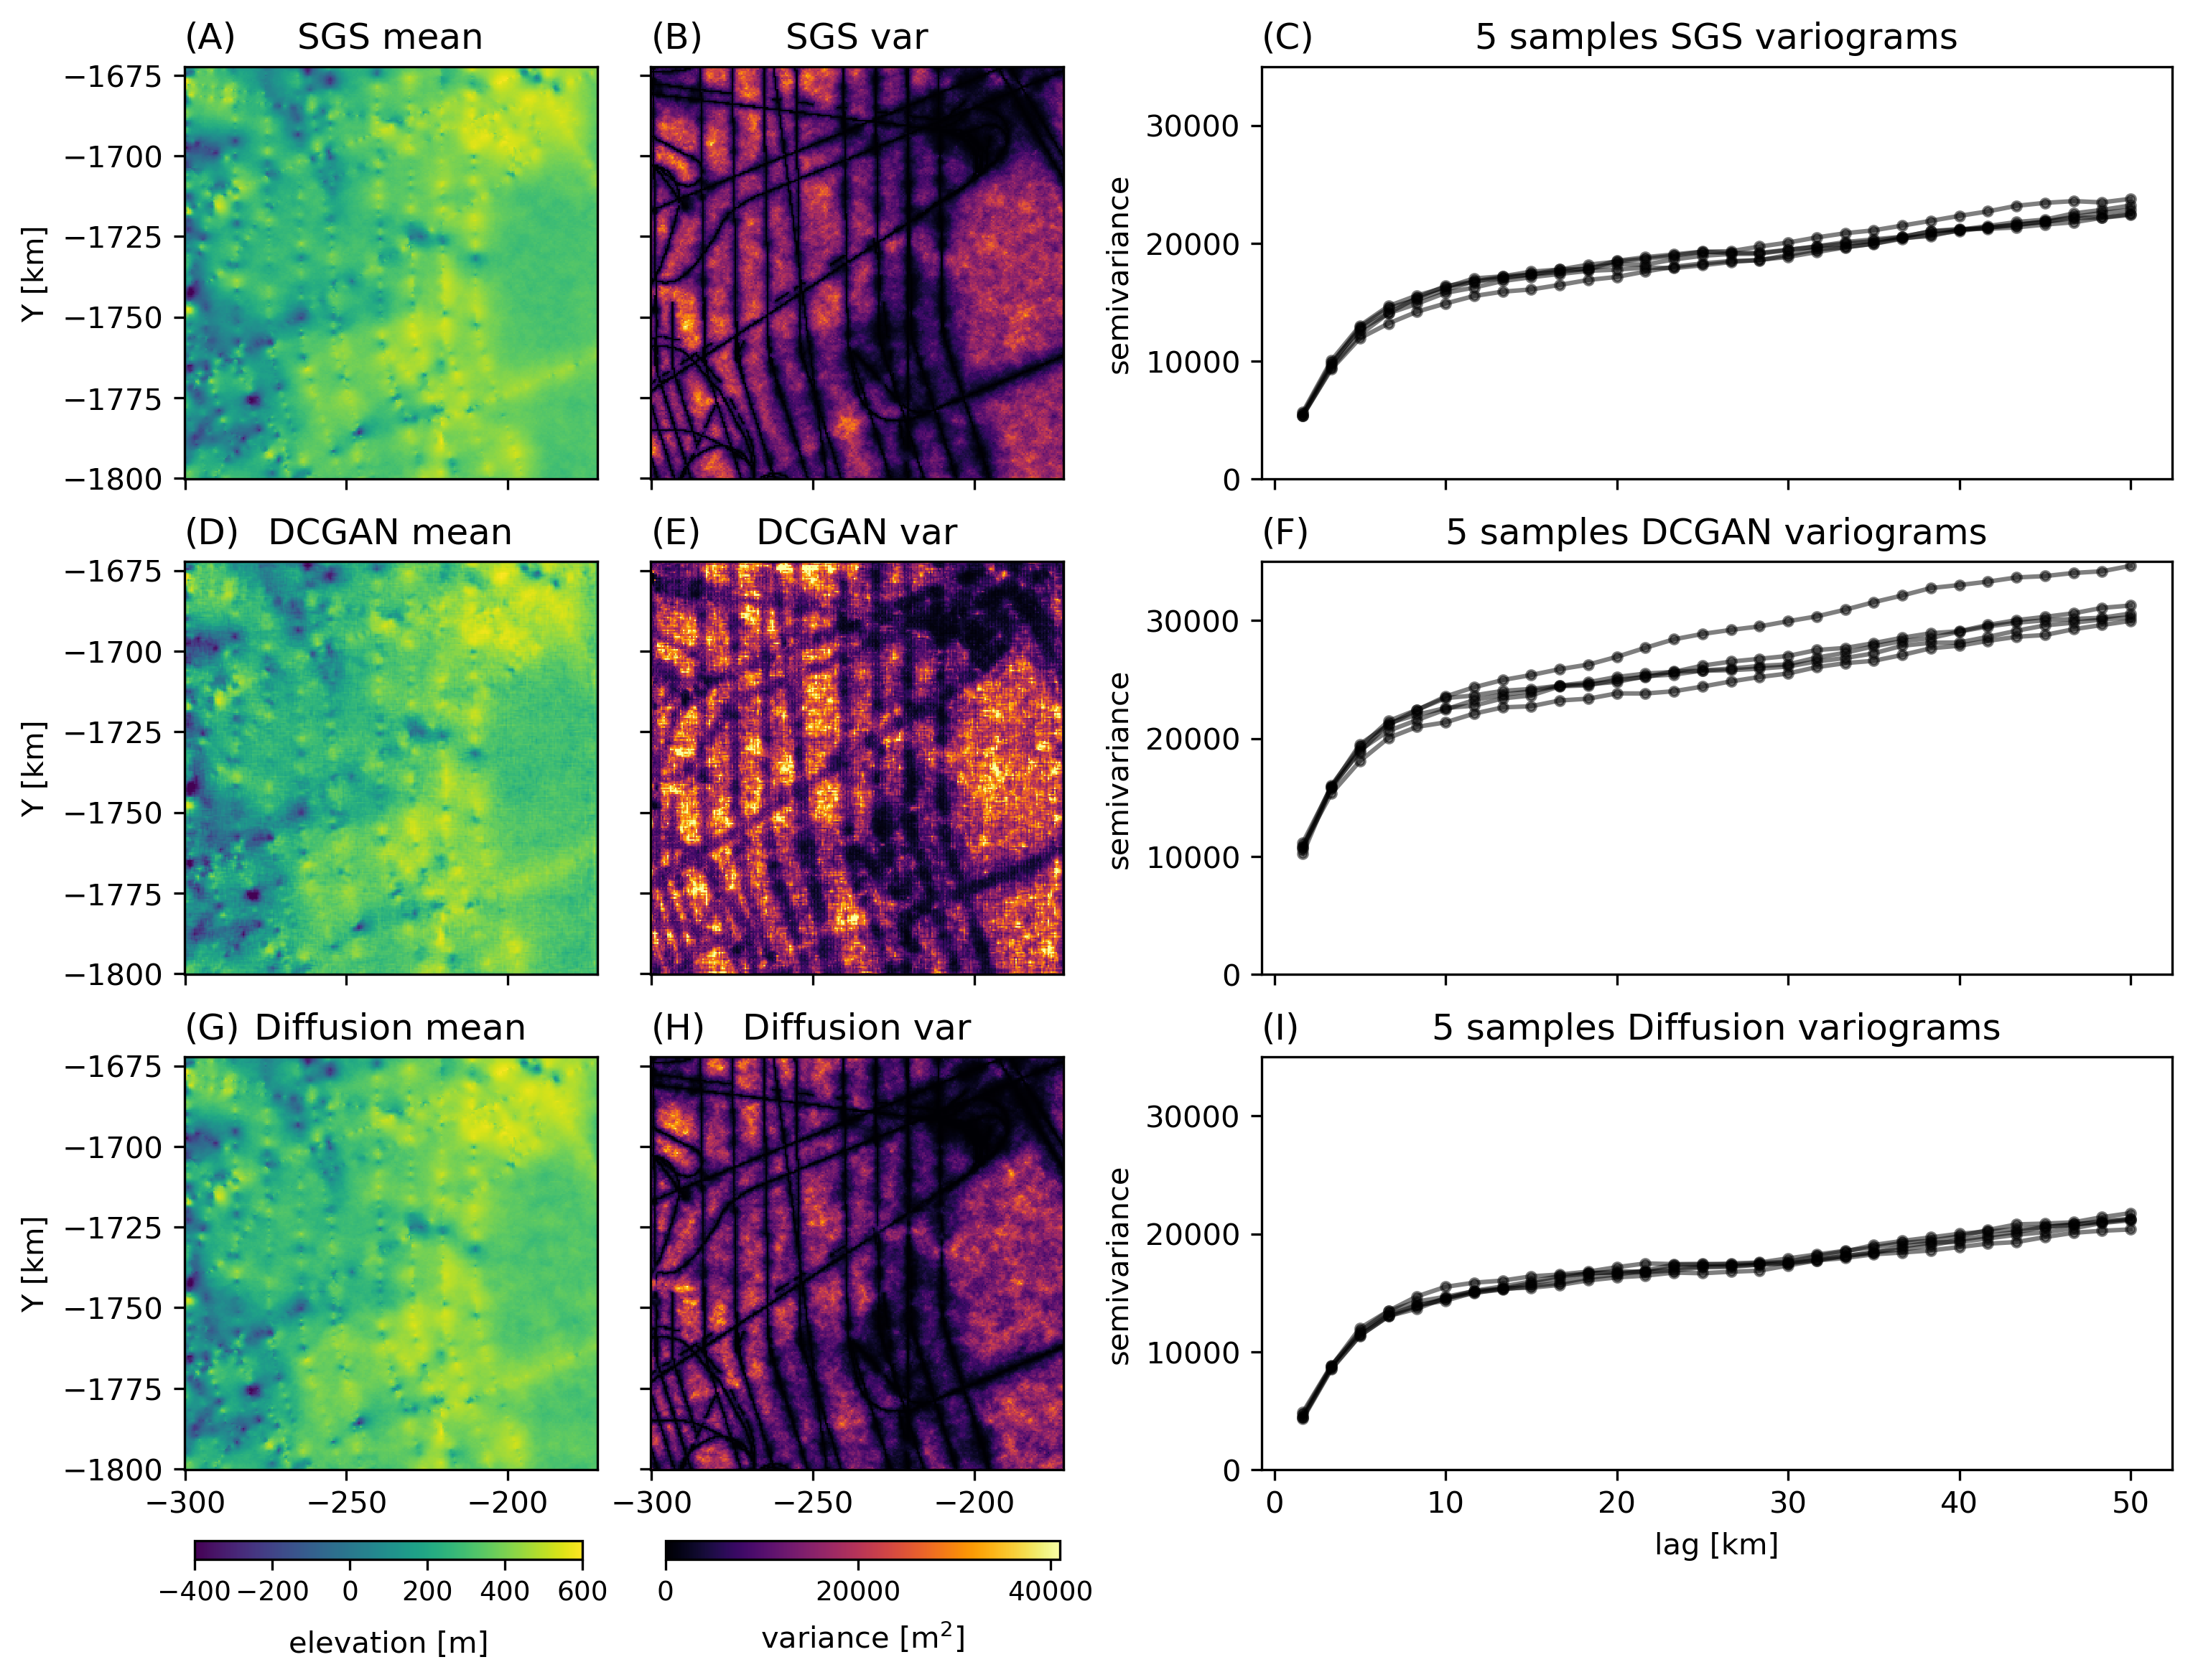 (A) SGS mean
(B) SGS var
(C) 5 samples SGS variograms
−1675
−1700
−1725
−1750
−1775
−1800
Y [km]
30000
20000
10000
0
semivariance
(D) DCGAN mean
(E) DCGAN var
(F) 5 samples DCGAN variograms
−1675
−1700
−1725
−1750
−1775
−1800
Y [km]
30000
20000
10000
0
semivariance
(G) Diffusion mean
(H) Diffusion var
(I) 5 samples Diffusion variograms
−1675
−1700
−1725
−1750
−1775
−1800
Y [km]
30000
20000
10000
0
semivariance
−300 −250 −200
−300 −250 −200
0 10 20 30 40 50
lag [km]
−400 −200 0 200 400 600
elevation [m]
0 20000 40000
variance [m²]